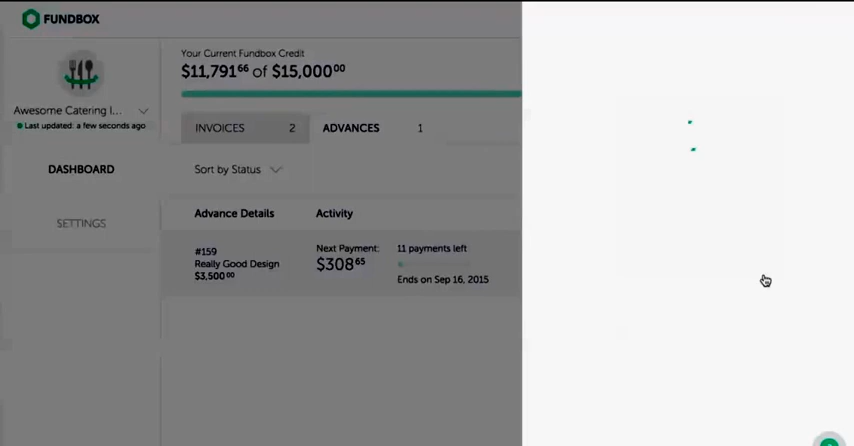 FUNDBOX
Your Current Fundbox Credit
$11,791⁶⁶ of $15,000⁰⁰
Awesome Catering I...
Last updated: a few seconds ago
INVOICES 2 ADVANCES 1
DASHBOARD
Sort by Status
SETTINGS
Advance Details Activity
#159
Really Good Design
$3,500⁰⁰
Next Payment:
$308⁶⁵
11 payments left
Ends on Sep 16, 2015